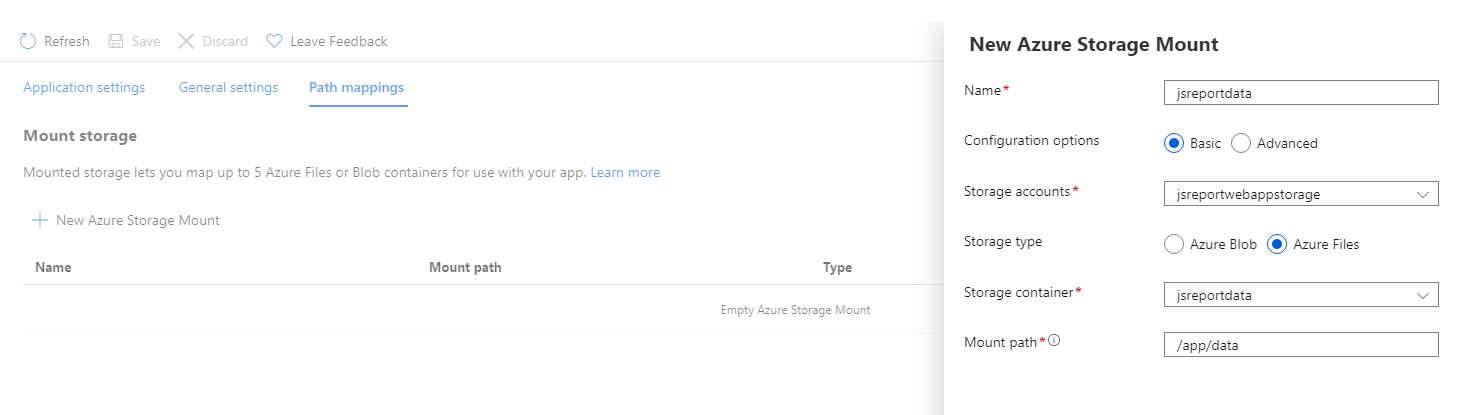 Refresh Save Discard Leave Feedback
Application settings General settings Path mappings
Mount storage
Mounted storage lets you map up to 5 Azure Files or Blob containers for use with your app. Learn more
New Azure Storage Mount
Name Mount path Type
Empty Azure Storage Mount
New Azure Storage Mount
Name* jsreportdata
Configuration options Basic Advanced
Storage accounts* jsreportwebappstorage
Storage type Azure Blob Azure Files
Storage container* jsreportdata
Mount path* /app/data